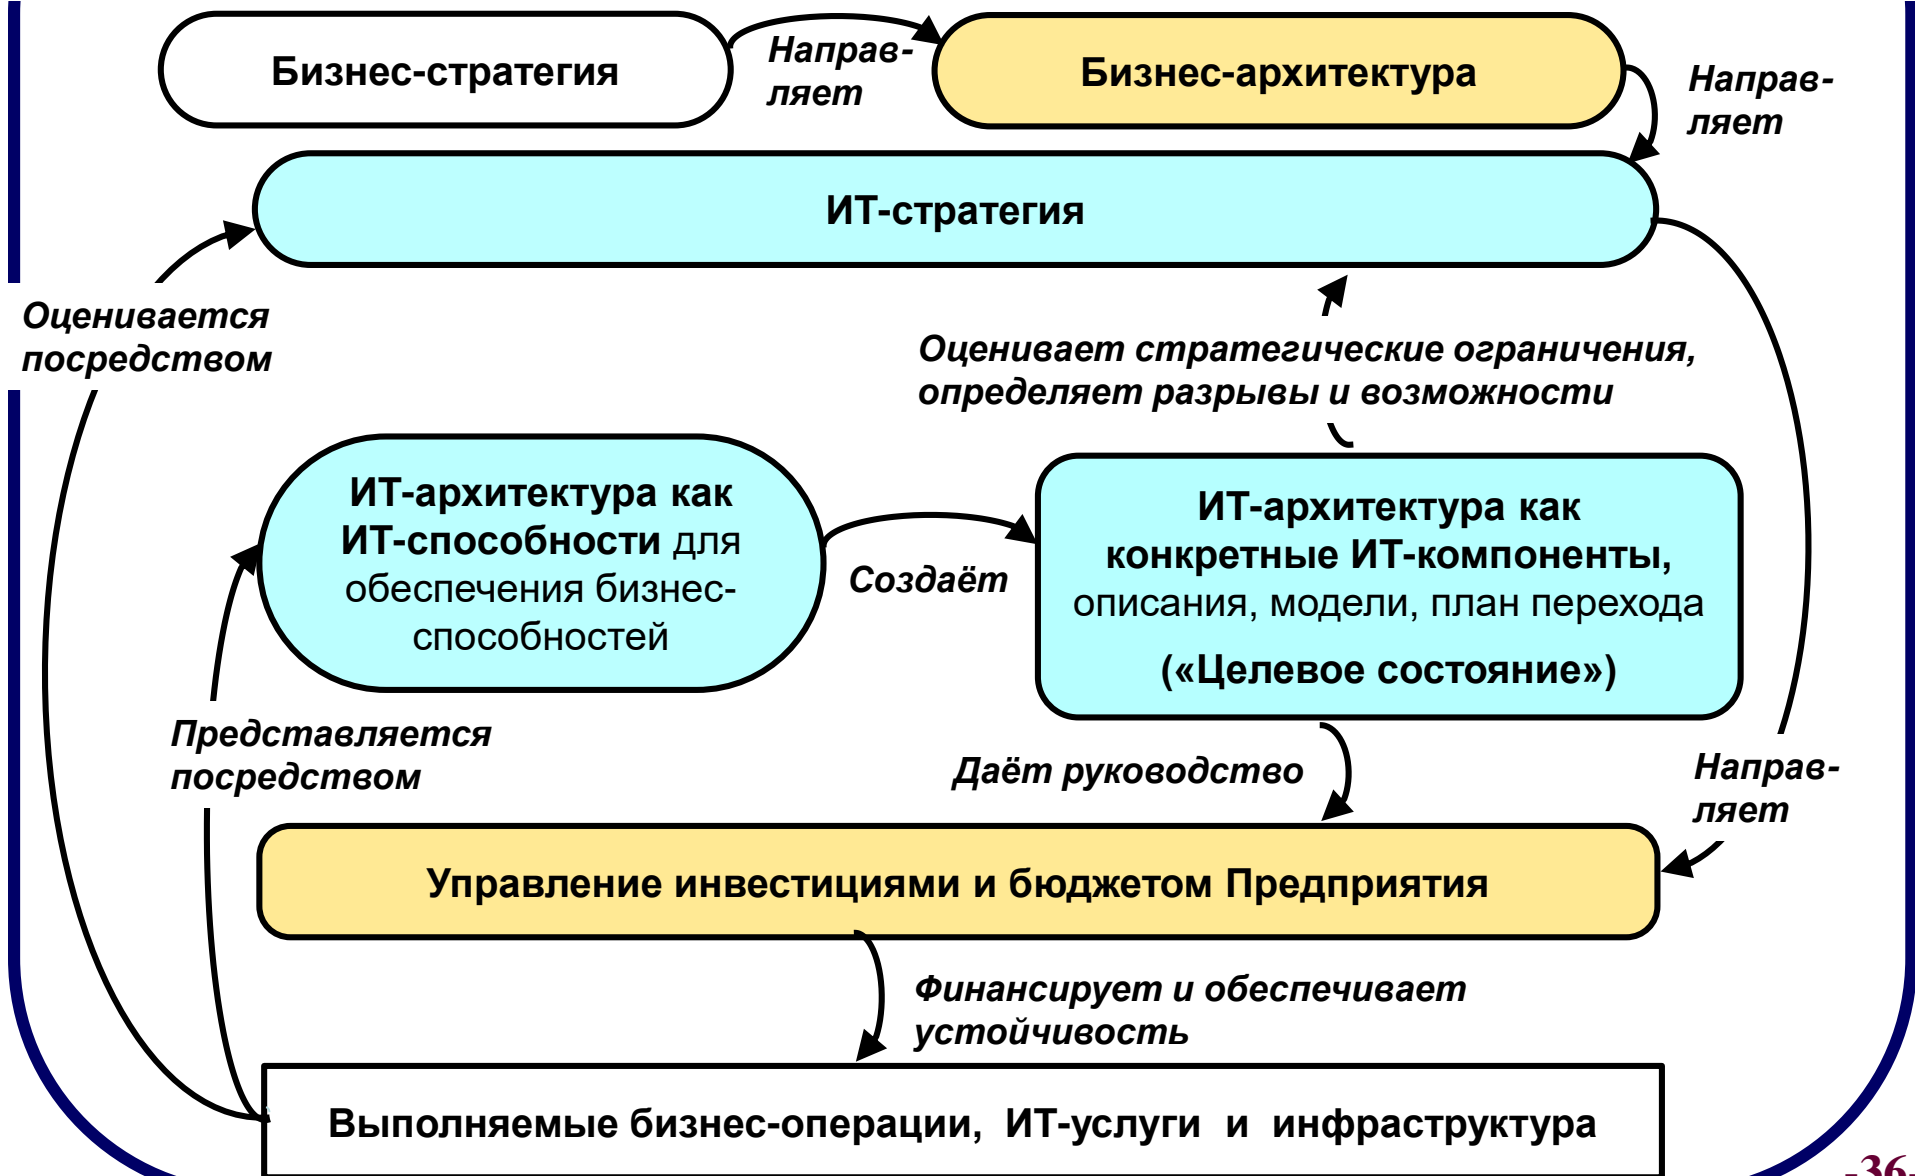 Бизнес-стратегия
Направ-
ляет
Бизнес-архитектура
Направ-
ляет
ИТ-стратегия
Оценивается
посредством
Оценивает стратегические ограничения,
определяет разрывы и возможности
ИТ-архитектура как
ИТ-способности для
обеспечения бизнес-
способностей
Создаёт
ИТ-архитектура как
конкретные ИТ-компоненты,
описания, модели, план перехода
(«Целевое состояние»)
Представляется
посредством
Даёт руководство
Направ-
ляет
Управление инвестициями и бюджетом Предприятия
Финансирует и обеспечивает
устойчивость
Выполняемые бизнес-операции, ИТ-услуги и инфраструктура
-36-